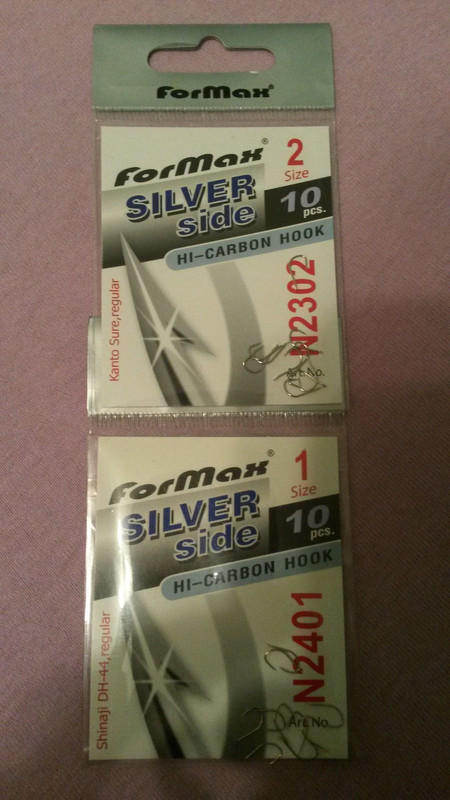 ForMax®
ForMax®
2
Size
SILVER
side
10
pcs.
HI-CARBON HOOK
Kanto Sure,regular
N2302
Art.No.
ForMax®
1
Size
SILVER
side
10
pcs.
HI-CARBON HOOK
Shinaji DH-44,regular
N2401
Art.No.